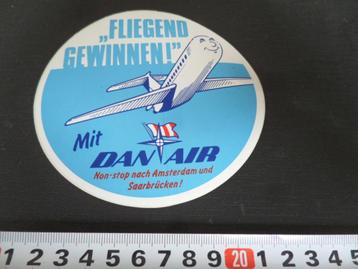 „FLIEGEND
GEWINNEN!”
Mit
DAN AIR
Non-stop nach Amsterdam und
Saarbrücken!
1 2 3 4 5 6 7 8 9 10 1 2 3 4 5 6 7 8 9 20 1 2 3 4 5